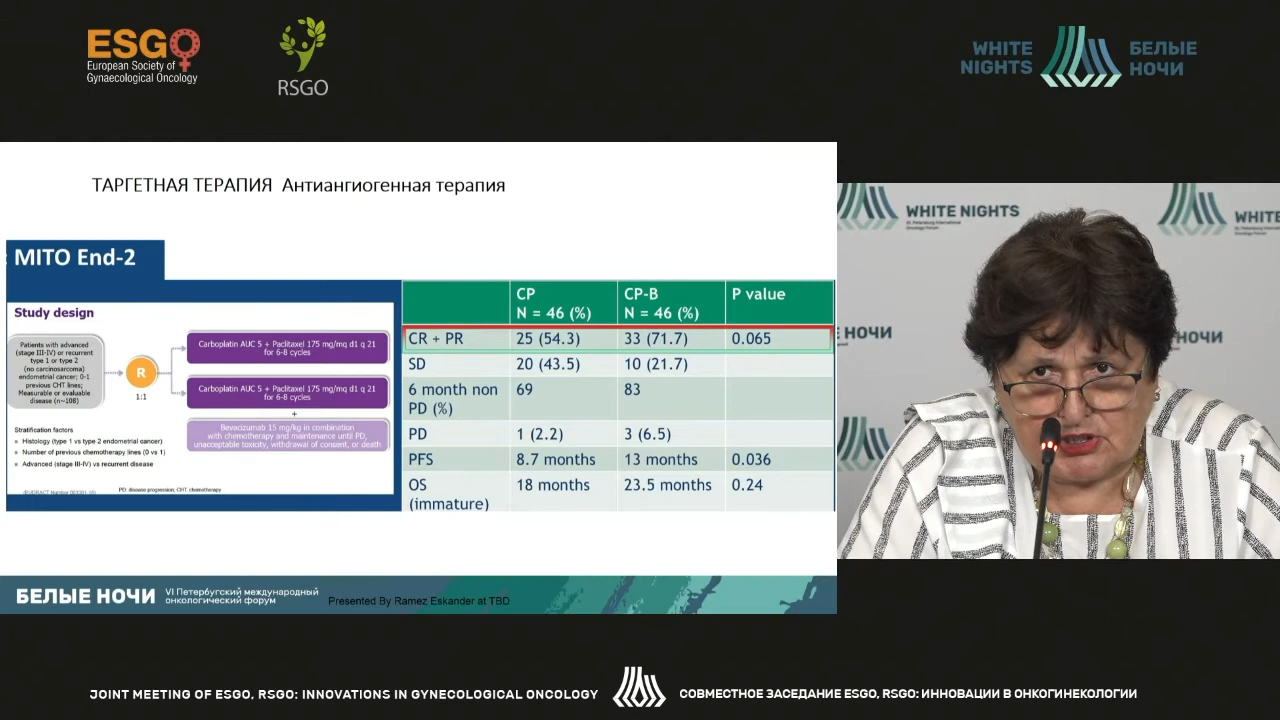 ESGO
European Society of
Gynaecological Oncology
RSGO
WHITE
NIGHTS
БЕЛЫЕ
НОЧИ
ТАРГЕТНАЯ ТЕРАПИЯ Антиангиогенная терапия
MITO End-2
Study design
Patients with advanced
(stage III-IV) or recurrent
type 1 or type 2
(no carcinosarcoma)
endometrial cancer; 0-1
previous CHT lines;
Measurable or evaluable
disease (n~108)
R
1:1
Carboplatin AUC 5 + Paclitaxel 175 mg/mq d1 q 21
for 6-8 cycles
Carboplatin AUC 5 + Paclitaxel 175 mg/mq d1 q 21
for 6-8 cycles
+
Bevacizumab 15 mg/kg in combination
with chemotherapy and maintenance until PD,
unacceptable toxicity, withdrawal of consent, or death
Stratification factors
Histology (type 1 vs type 2 endometrial cancer)
Number of previous chemotherapy lines (0 vs 1)
Advanced (stage III-IV) vs recurrent disease
PD: disease progression; CHT: chemotherapy
CP N = 46 (%) CP-B N = 46 (%) P value
CR + PR 25 (54.3) 33 (71.7) 0.065
SD 20 (43.5) 10 (21.7)
6 month non PD (%) 69 83
PD 1 (2.2) 3 (6.5)
PFS 8.7 months 13 months 0.036
OS (immature) 18 months 23.5 months 0.24
БЕЛЫЕ НОЧИ
VI Петербугский международный
онкологический форум
Presented By Ramez Eskander at TBD
WHITE NIGHTS
St. Petersburg International
Oncology Forum
WHITE
НОЧИ
JOINT MEETING OF ESGO, RSGO: INNOVATIONS IN GYNECOLOGICAL ONCOLOGY
СОВМЕСТНОЕ ЗАСЕДАНИЕ ESGO, RSGO: ИННОВАЦИИ В ОНКОГИНЕКОЛОГИИ